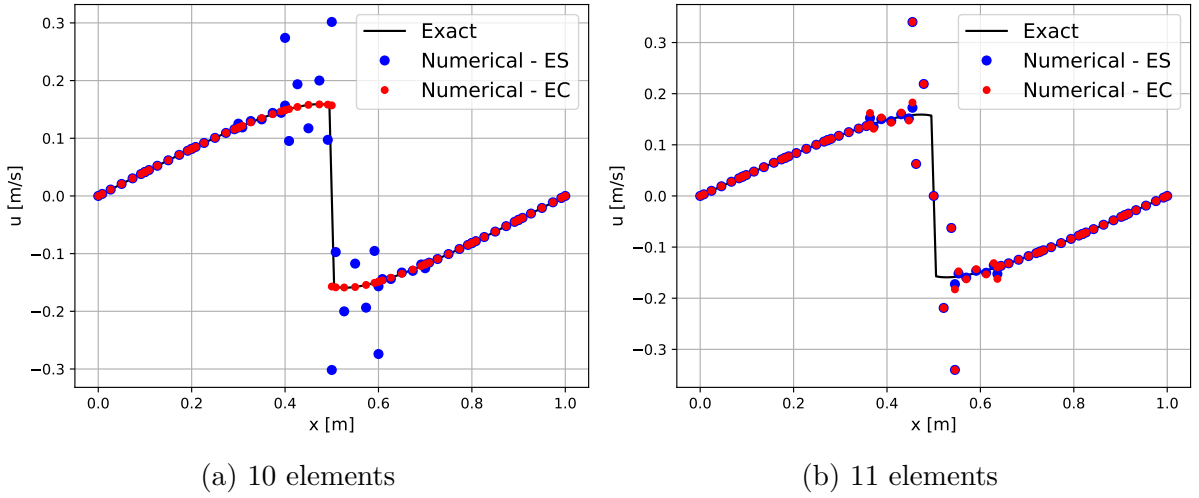 0.3
0.2
0.1
0.0
−0.1
−0.2
−0.3
u [m/s]
0.0 0.2 0.4 0.6 0.8 1.0
x [m]
Exact
Numerical - ES
Numerical - EC
(a) 10 elements
0.3
0.2
0.1
0.0
−0.1
−0.2
−0.3
u [m/s]
0.0 0.2 0.4 0.6 0.8 1.0
x [m]
Exact
Numerical - ES
Numerical - EC
(b) 11 elements